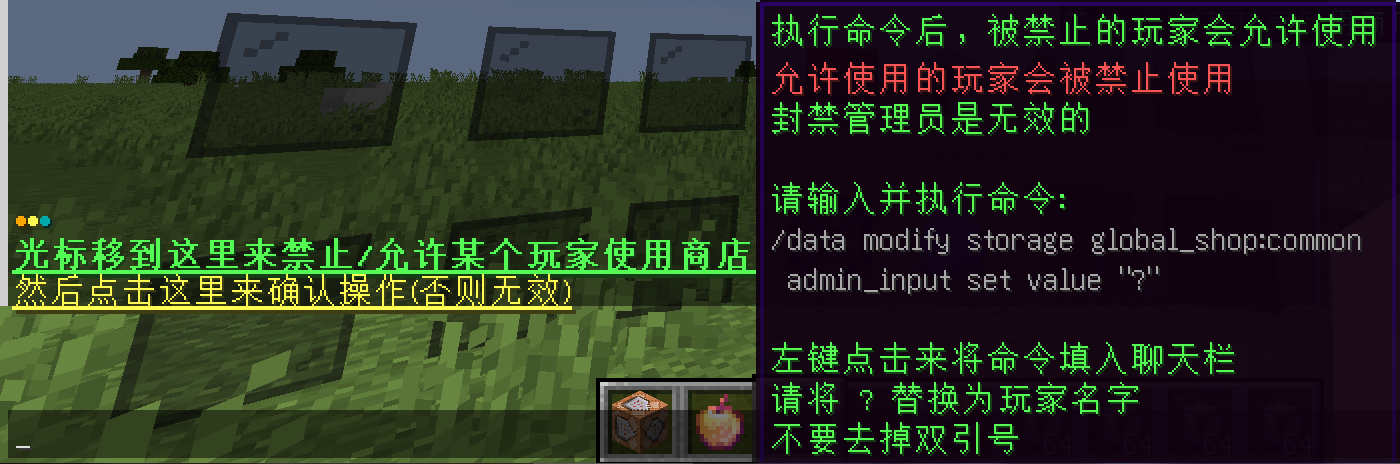 光标移到这里来禁止/允许某个玩家使用商店
然后点击这里来确认操作(否则无效)
执行命令后，被禁止的玩家会允许使用
允许使用的玩家会被禁止使用
封禁管理员是无效的
请输入并执行命令:
/data modify storage global_shop:common
admin_input set value "?"
左键点击来将命令填入聊天栏
请将 ? 替换为玩家名字
不要去掉双引号